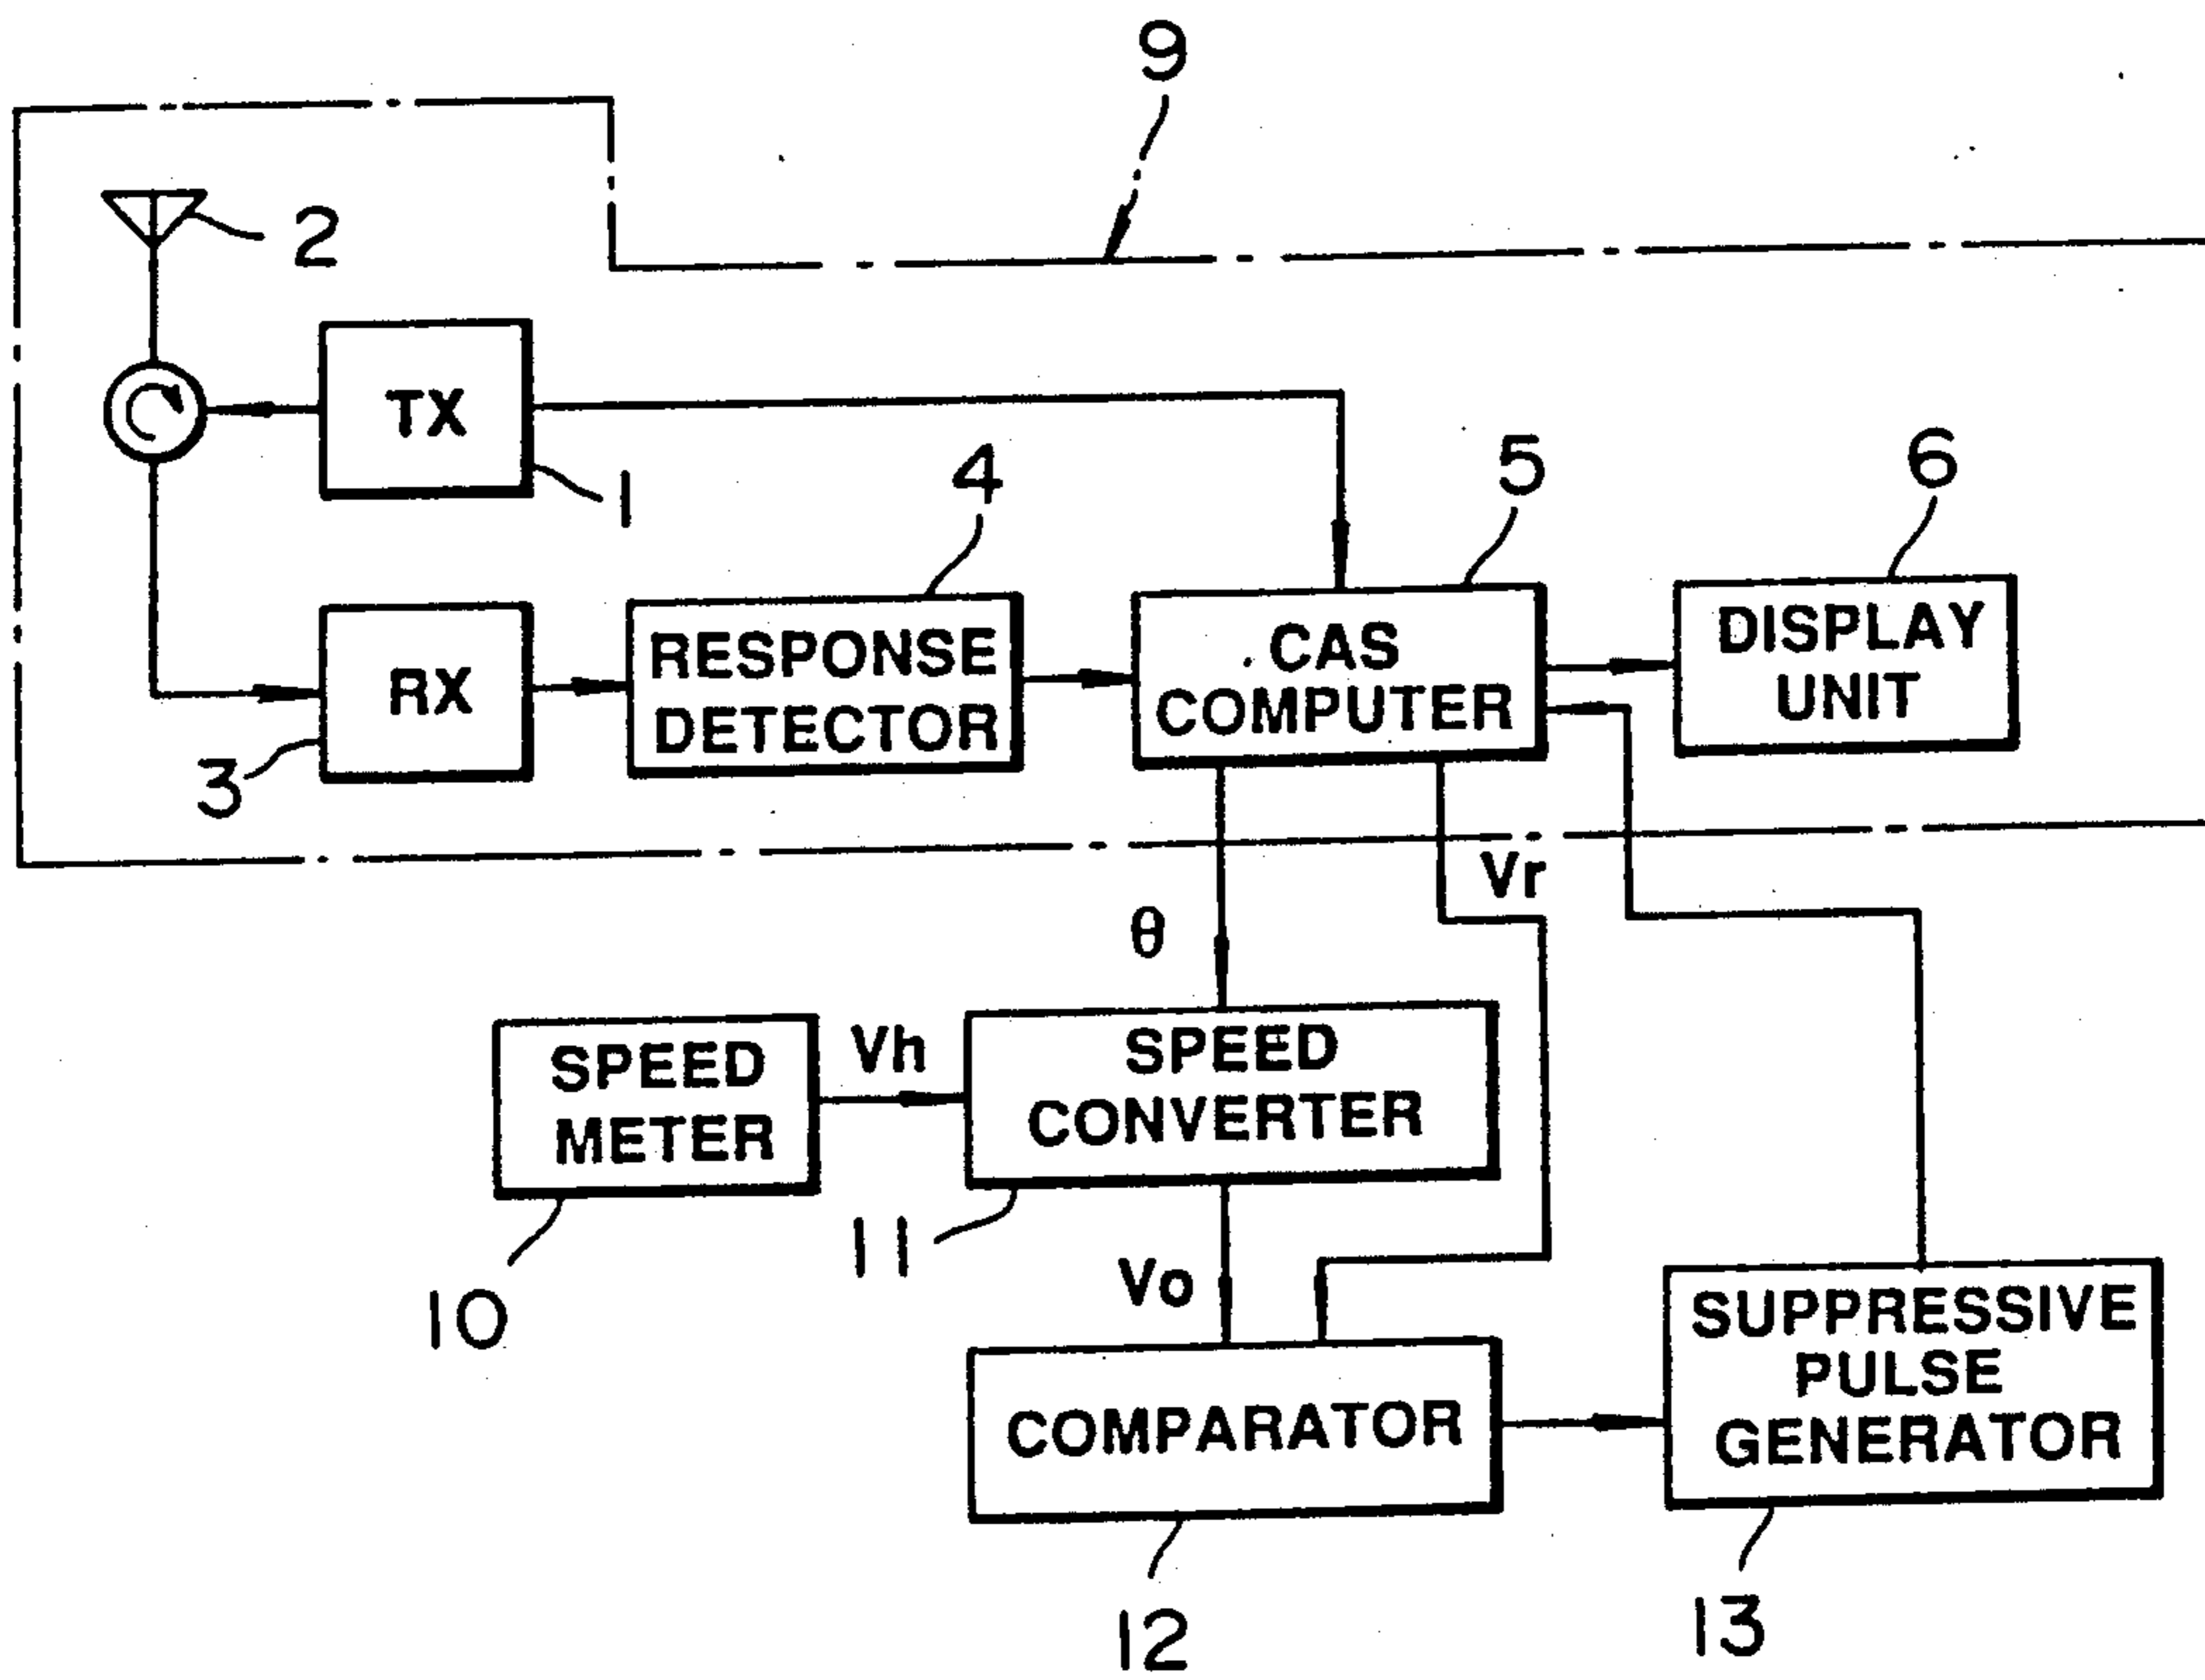 9
2
TX
1
4
5
6
RX
3
RESPONSE
DETECTOR
CAS
COMPUTER
DISPLAY
UNIT
θ
Vr
SPEED
METER
10
Vh
SPEED
CONVERTER
11
Vo
COMPARATOR
12
SUPPRESSIVE
PULSE
GENERATOR
13